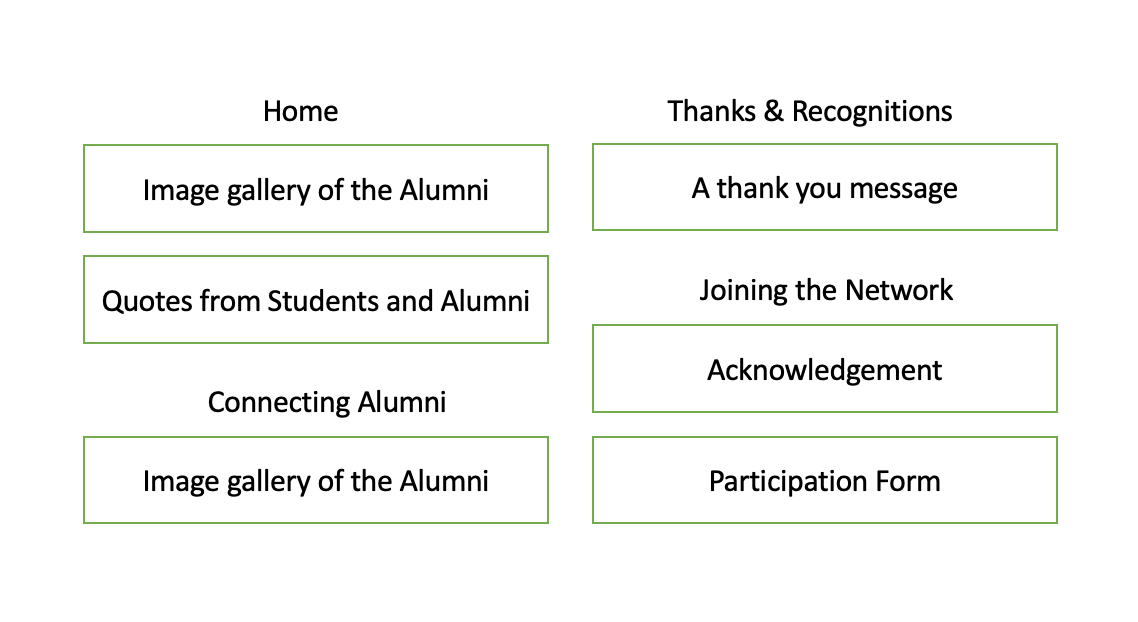 Home
Image gallery of the Alumni
Quotes from Students and Alumni
Connecting Alumni
Image gallery of the Alumni
Thanks & Recognitions
A thank you message
Joining the Network
Acknowledgement
Participation Form